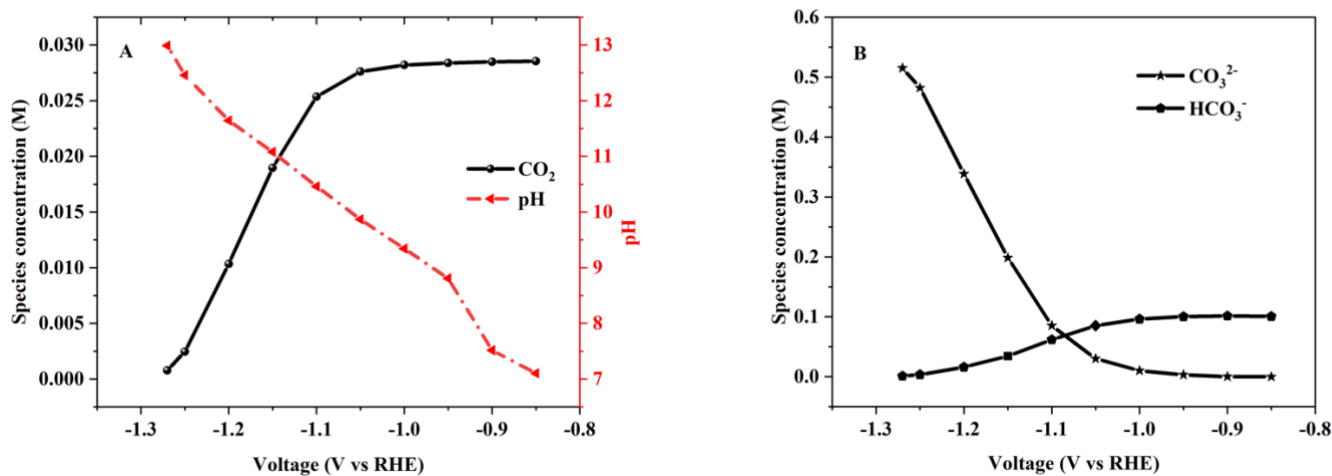 A
0.030
0.025
0.020
0.015
0.010
0.005
0.000
Species concentration (M)
CO₂
pH
13
12
11
10
9
8
7
pH
-1.3 -1.2 -1.1 -1.0 -0.9 -0.8
Voltage (V vs RHE)
B
0.6
0.5
0.4
0.3
0.2
0.1
0.0
Species concentration (M)
CO₃²⁻
HCO₃⁻
-1.3 -1.2 -1.1 -1.0 -0.9 -0.8
Voltage (V vs RHE)